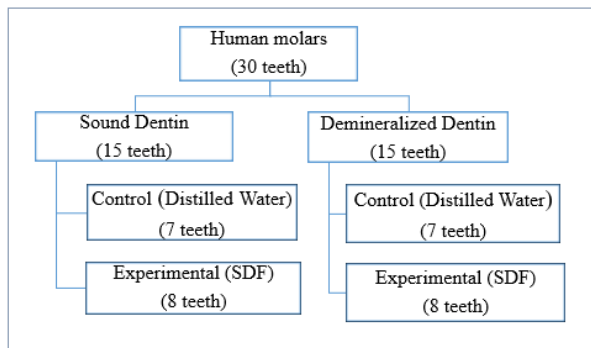 Human molars
(30 teeth)
Sound Dentin
(15 teeth)
Demineralized Dentin
(15 teeth)
Control (Distilled Water)
(7 teeth)
Control (Distilled Water)
(7 teeth)
Experimental (SDF)
(8 teeth)
Experimental (SDF)
(8 teeth)